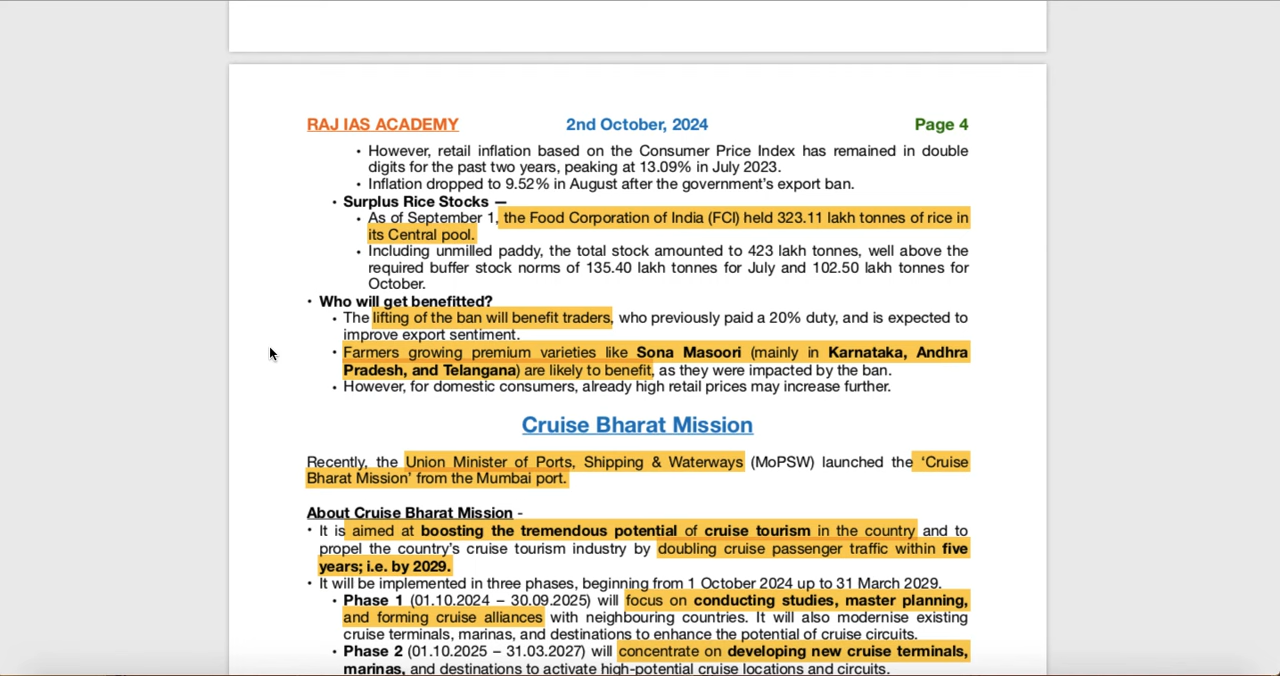 RAJ IAS ACADEMY 2nd October, 2024 Page 4
• However, retail inflation based on the Consumer Price Index has remained in double
digits for the past two years, peaking at 13.09% in July 2023.
• Inflation dropped to 9.52% in August after the government's export ban.
• Surplus Rice Stocks —
• As of September 1, the Food Corporation of India (FCI) held 323.11 lakh tonnes of rice in
its Central pool.
• Including unmilled paddy, the total stock amounted to 423 lakh tonnes, well above the
required buffer stock norms of 135.40 lakh tonnes for July and 102.50 lakh tonnes for
October.
• Who will get benefitted?
• The lifting of the ban will benefit traders, who previously paid a 20% duty, and is expected to
improve export sentiment.
• Farmers growing premium varieties like Sona Masoori (mainly in Karnataka, Andhra
Pradesh, and Telangana) are likely to benefit, as they were impacted by the ban.
• However, for domestic consumers, already high retail prices may increase further.
Cruise Bharat Mission
Recently, the Union Minister of Ports, Shipping & Waterways (MoPSW) launched the 'Cruise
Bharat Mission' from the Mumbai port.
About Cruise Bharat Mission -
• It is aimed at boosting the tremendous potential of cruise tourism in the country and to
propel the country's cruise tourism industry by doubling cruise passenger traffic within five
years; i.e. by 2029.
• It will be implemented in three phases, beginning from 1 October 2024 up to 31 March 2029.
• Phase 1 (01.10.2024 – 30.09.2025) will focus on conducting studies, master planning,
and forming cruise alliances with neighbouring countries. It will also modernise existing
cruise terminals, marinas, and destinations to enhance the potential of cruise circuits.
• Phase 2 (01.10.2025 – 31.03.2027) will concentrate on developing new cruise terminals,
marinas, and destinations to activate high-potential cruise locations and circuits.